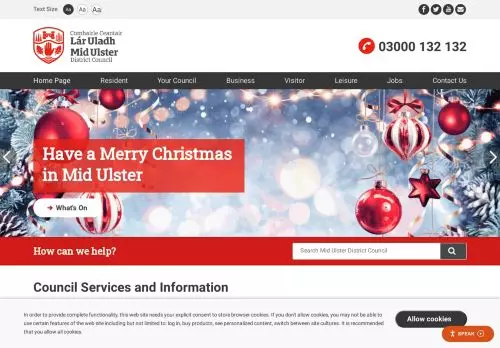 Text Size
Aa
Aa
Aa
Comhairle Ceantair
Lár Uladh
Mid Ulster
District Council
03000 132 132
Home Page
Resident
Your Council
Business
Visitor
Leisure
Jobs
Contact Us
Have a Merry Christmas
in Mid Ulster
What's On
How can we help?
Search Mid Ulster District Council
Council Services and Information
In order to provide complete functionality, this web site needs your explicit consent to store browser cookies. If you don't allow cookies, you may not be able to
use certain features of the web site including but not limited to: log in, buy products, see personalized content, switch between site cultures. It is recommended
that you allow all cookies.
Allow cookies
SPEAK